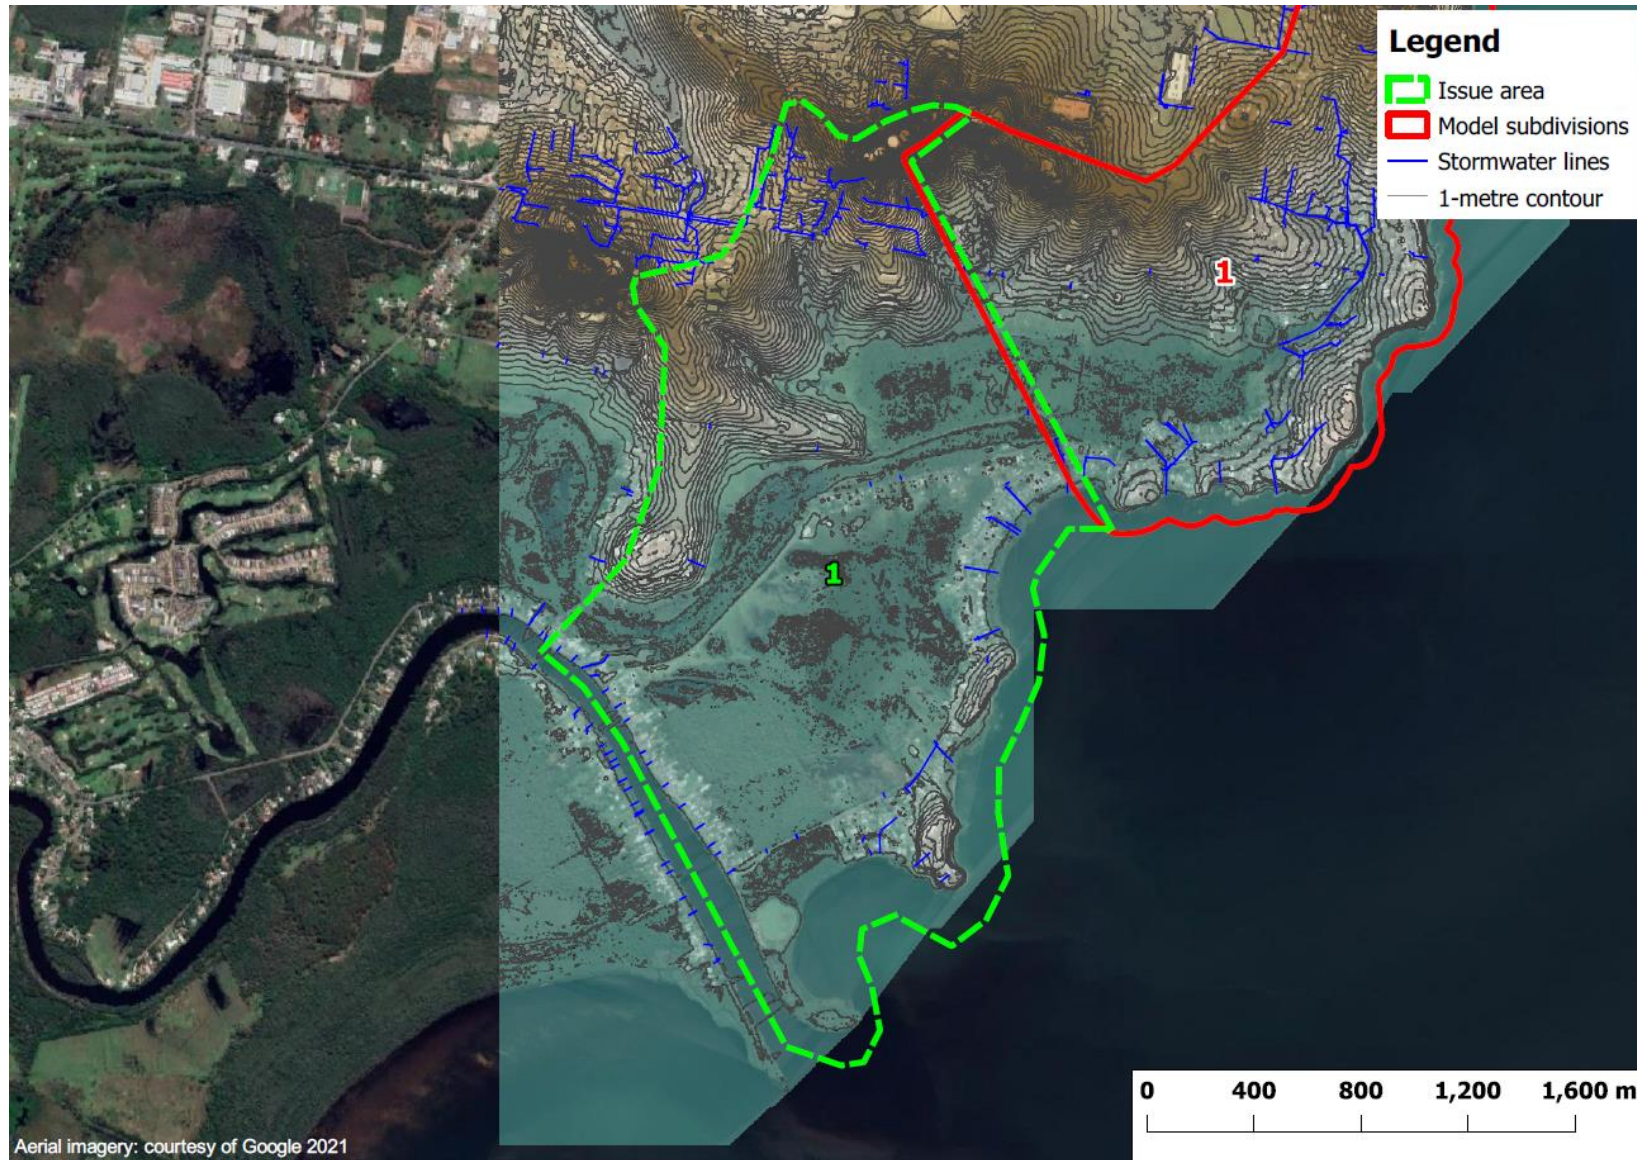 Legend
Issue area
Model subdivisions
Stormwater lines
1-metre contour
1
1
0 400 800 1,200 1,600 m
Aerial imagery: courtesy of Google 2021